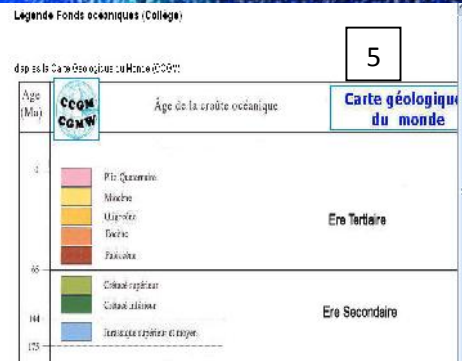 Légende Fonds océaniques (Collège)
d'après la Carte Géologique du Monde (CCGM)
5
Age
(Ma)
CCGM
CGMW
Âge de la croûte océanique
Carte géologique
du monde
Plio Quaternaire
Miocène
Oligocène
Eocène
Paléocène
Ere Tertiaire
65
Crétacé supérieur
Crétacé inférieur
Ere Secondaire
144
Jurassique supérieur et moyen
175